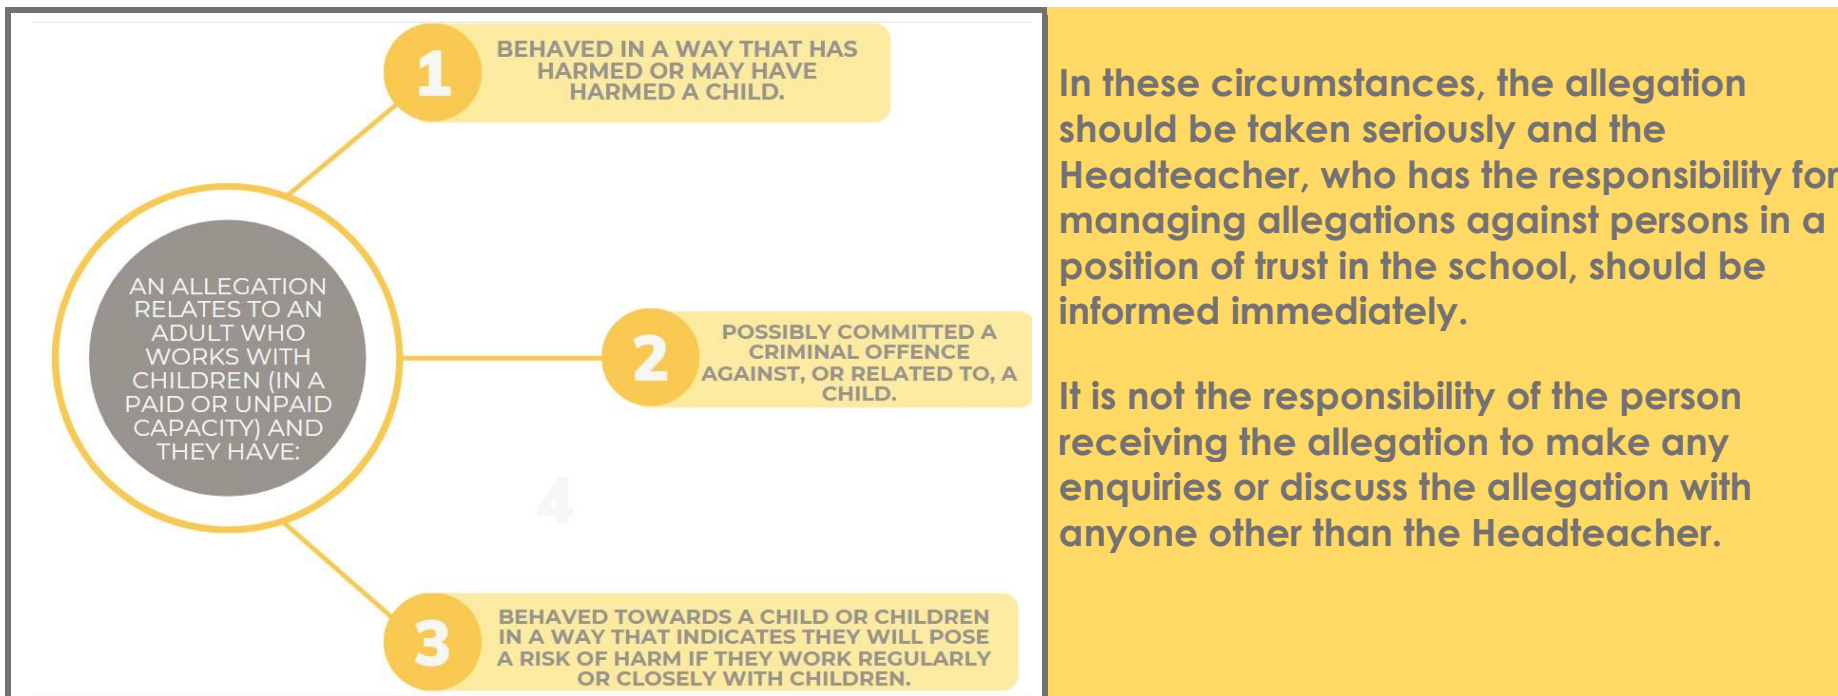 1
BEHAVED IN A WAY THAT HAS
HARMED OR MAY HAVE
HARMED A CHILD.
AN ALLEGATION
RELATES TO AN
ADULT WHO
WORKS WITH
CHILDREN (IN A
PAID OR UNPAID
CAPACITY) AND
THEY HAVE:
2
POSSIBLY COMMITTED A
CRIMINAL OFFENCE
AGAINST, OR RELATED TO, A
CHILD.
4
3
BEHAVED TOWARDS A CHILD OR CHILDREN
IN A WAY THAT INDICATES THEY WILL POSE
A RISK OF HARM IF THEY WORK REGULARLY
OR CLOSELY WITH CHILDREN.
In these circumstances, the allegation
should be taken seriously and the
Headteacher, who has the responsibility for
managing allegations against persons in a
position of trust in the school, should be
informed immediately.
It is not the responsibility of the person
receiving the allegation to make any
enquiries or discuss the allegation with
anyone other than the Headteacher.